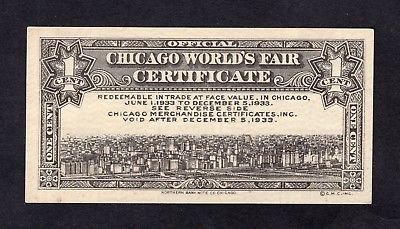 OFFICIAL
CHICAGO WORLD'S FAIR
CERTIFICATE
1 CENT
1 CENT
REDEEMABLE IN TRADE AT FACE VALUE, IN CHICAGO,
JUNE 1, 1933 TO DECEMBER 5, 1933.
SEE REVERSE SIDE
CHICAGO MERCHANDISE CERTIFICATES, INC.
VOID AFTER DECEMBER 5, 1933.
ONE CENT
ONE CENT
NORTHERN BANK NOTE CO. CHICAGO
© C.M.C. INC.